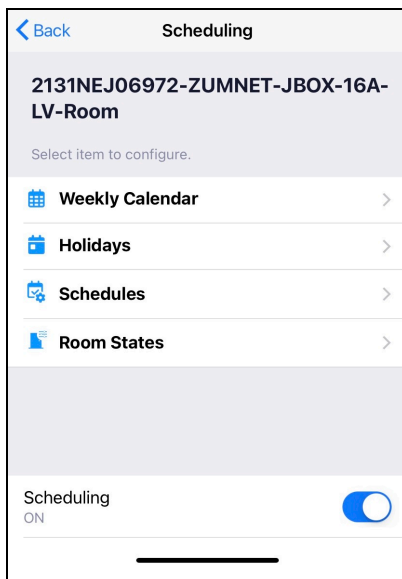 Back
Scheduling
2131NEJ06972-ZUMNET-JBOX-16A-
LV-Room
Select item to configure.
Weekly Calendar
Holidays
Schedules
Room States
Scheduling
ON